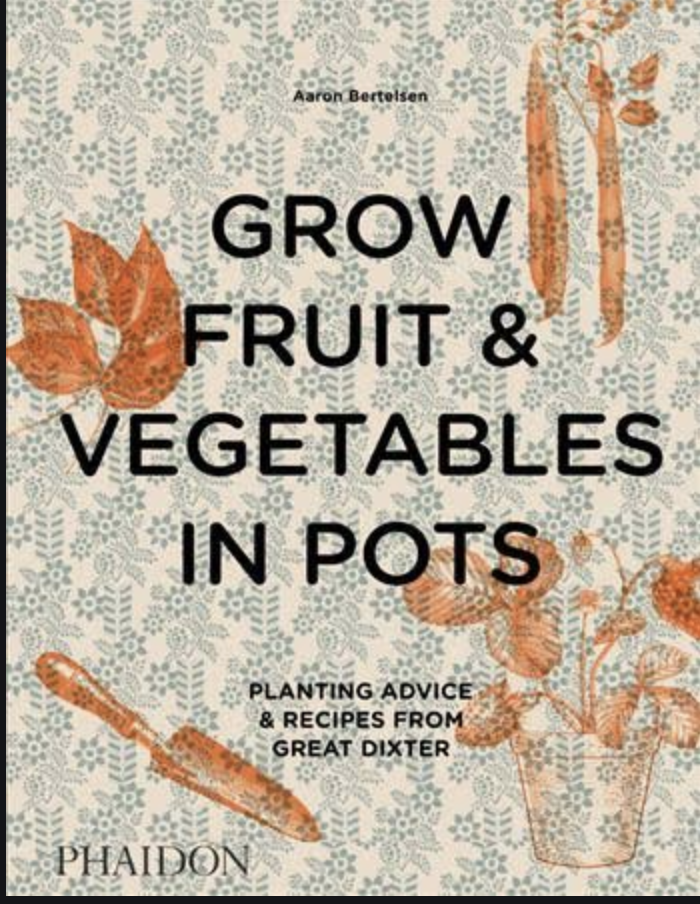 Aaron Bertelsen
GROW
FRUIT &
VEGETABLES
IN POTS
PLANTING ADVICE
& RECIPES FROM
GREAT DIXTER
PHAIDON